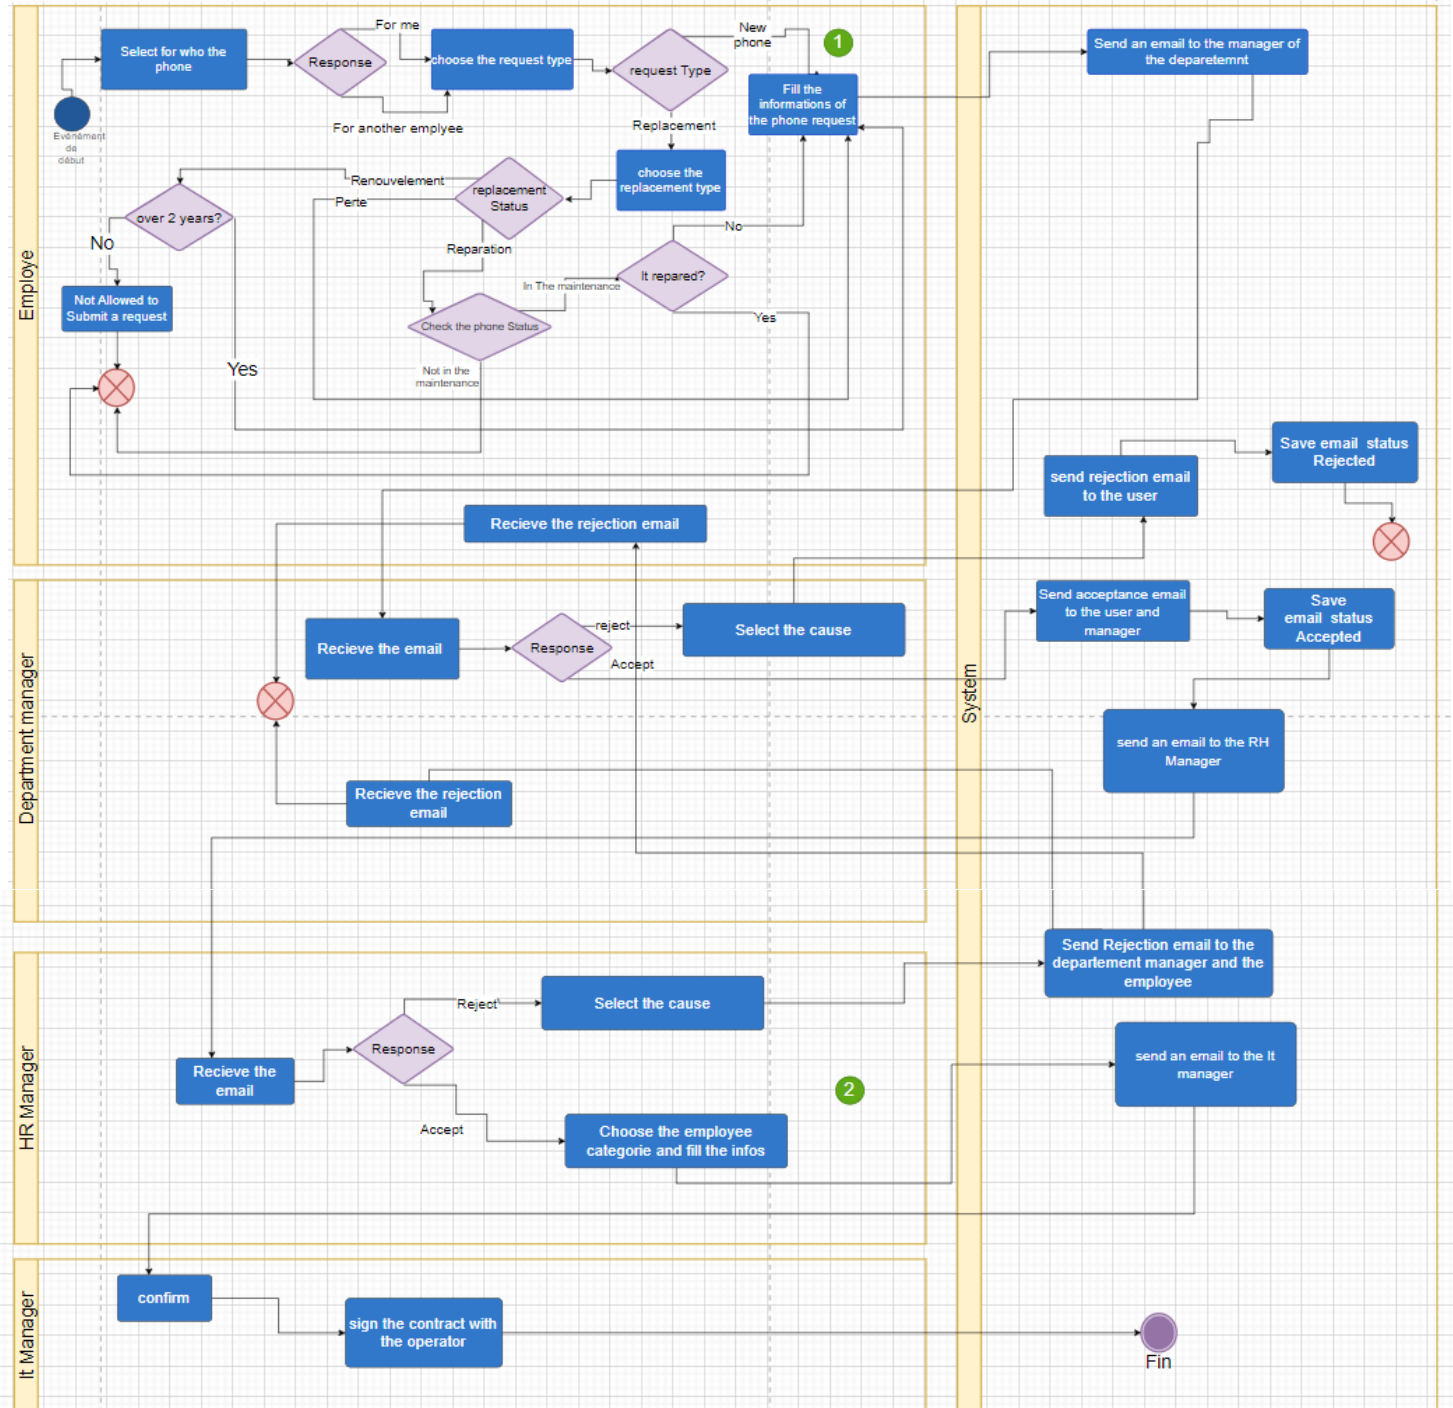 Employe
Evénement
de
début
Select for who the
phone
Response
For me
For another emplyee
choose the request type
request Type
New
phone
1
Fill the
informations of
the phone request
Replacement
choose the
replacement type
replacement
Status
Renouvelement
Perte
Reparation
over 2 years?
No
Yes
Not Allowed to
Submit a request
Check the phone Status
In The maintenance
Not in the
maintenance
It repared?
No
Yes
Recieve the rejection email
System
Send an email to the manager of
the deparetemnt
send rejection email
to the user
Save email status
Rejected
Department manager
Recieve the email
Response
reject
Accept
Select the cause
Recieve the rejection
email
Send acceptance email
to the user and
manager
Save
email status
Accepted
send an email to the RH
Manager
HR Manager
Recieve the
email
Response
Reject
Accept
Select the cause
2
Choose the employee
categorie and fill the infos
Send Rejection email to the
departement manager and the
employee
send an email to the It
manager
It Manager
confirm
sign the contract with
the operator
Fin